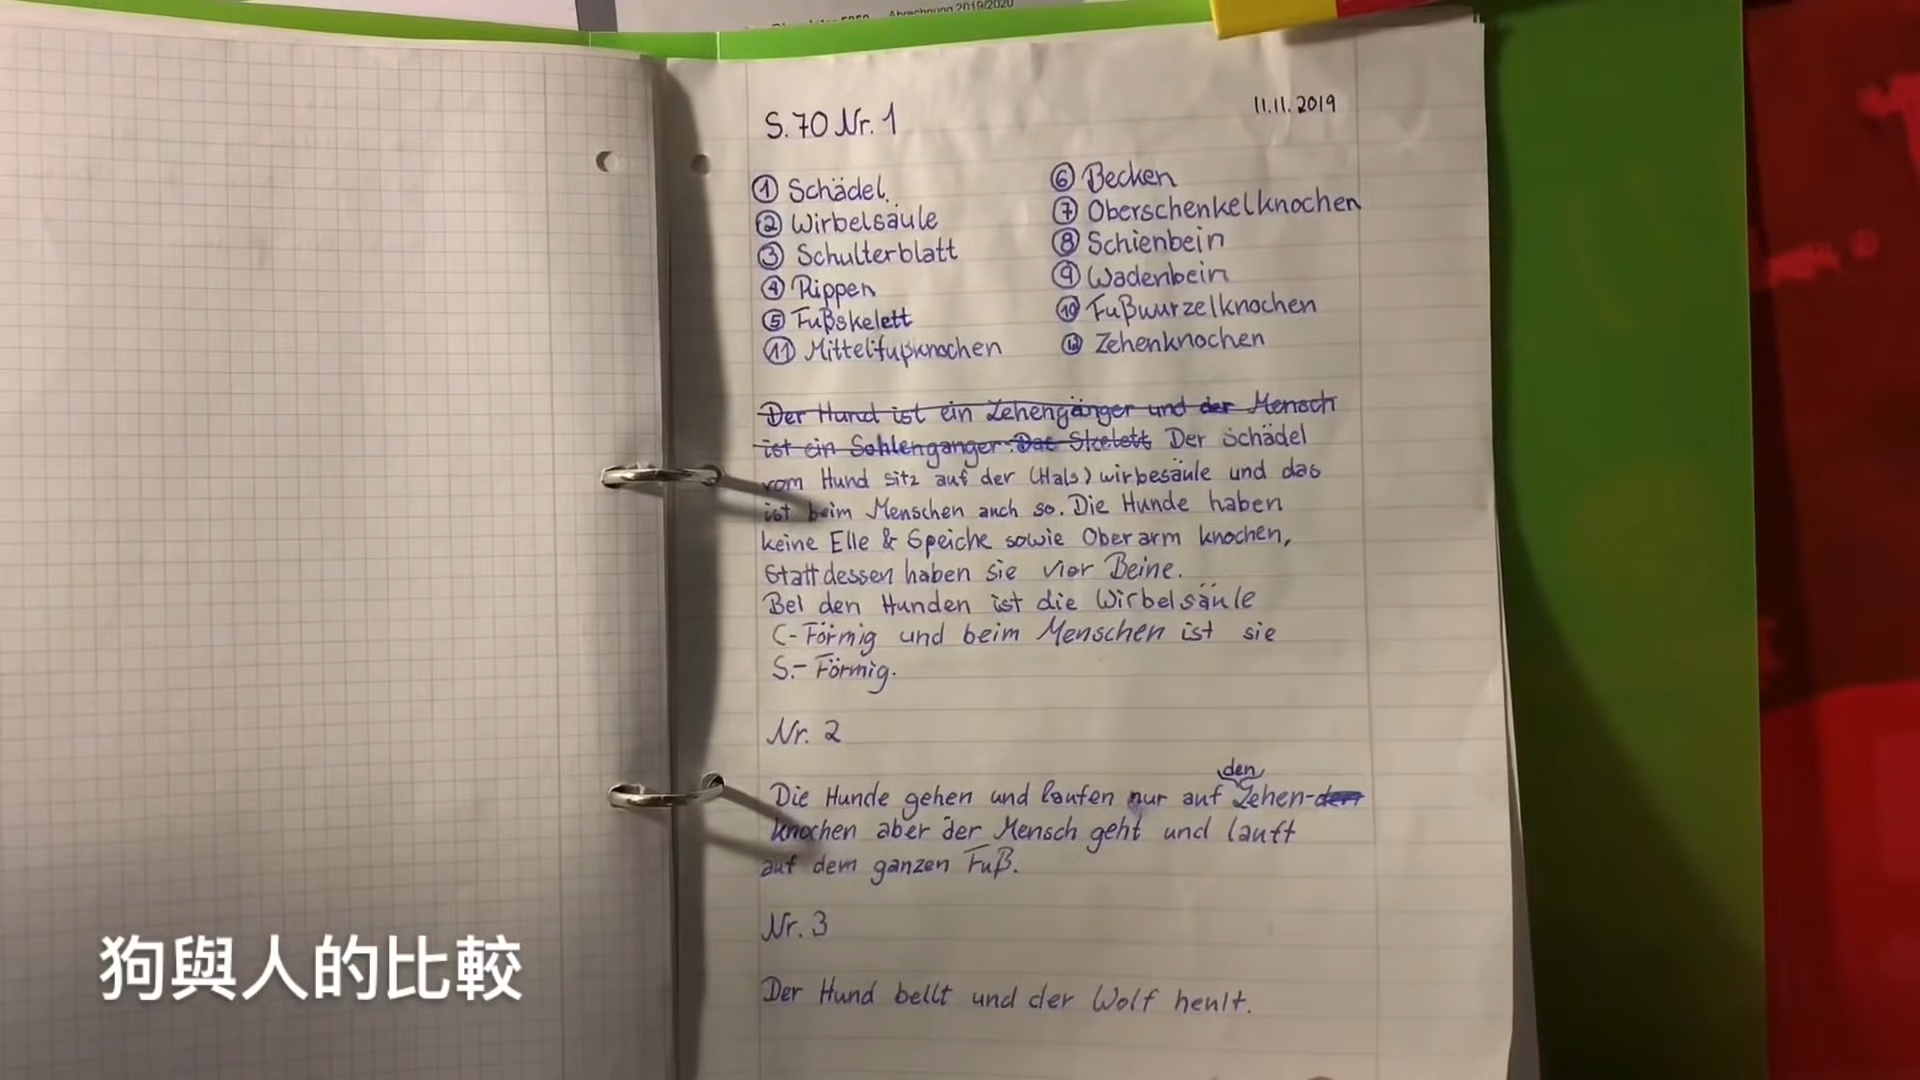 Abrechnung 2019/2020
S. 70 Nr. 1
11.11.2019
① Schädel
② Wirbelsäule
③ Schulterblatt
④ Rippen
⑤ Fußskelett
⑪ Mittelfußknochen
⑥ Becken
⑦ Oberschenkelknochen
⑧ Schienbein
⑨ Wadenbein
⑩ Fußwurzelknochen
⑫ Zehenknochen
Der Hund ist ein Zehengänger und der Mensch
ist ein Sohlenganger. Das Skelett Der Schädel
vom Hund sitz auf der (Hals) wirbesäule und das
ist beim Menschen auch so. Die Hunde haben
keine Elle & Speiche sowie Oberarm knochen,
Stattdessen haben sie vier Beine.
Bei den Hunden ist die Wirbelsäule
C-Förmig und beim Menschen ist sie
S.-Förmig.
Nr. 2
den
Die Hunde gehen und laufen nur auf Zehen-den
knochen aber der Mensch geht und lauft
auf dem ganzen Fuß.
Nr. 3
Der Hund bellt und der Wolf heult.
狗與人的比較